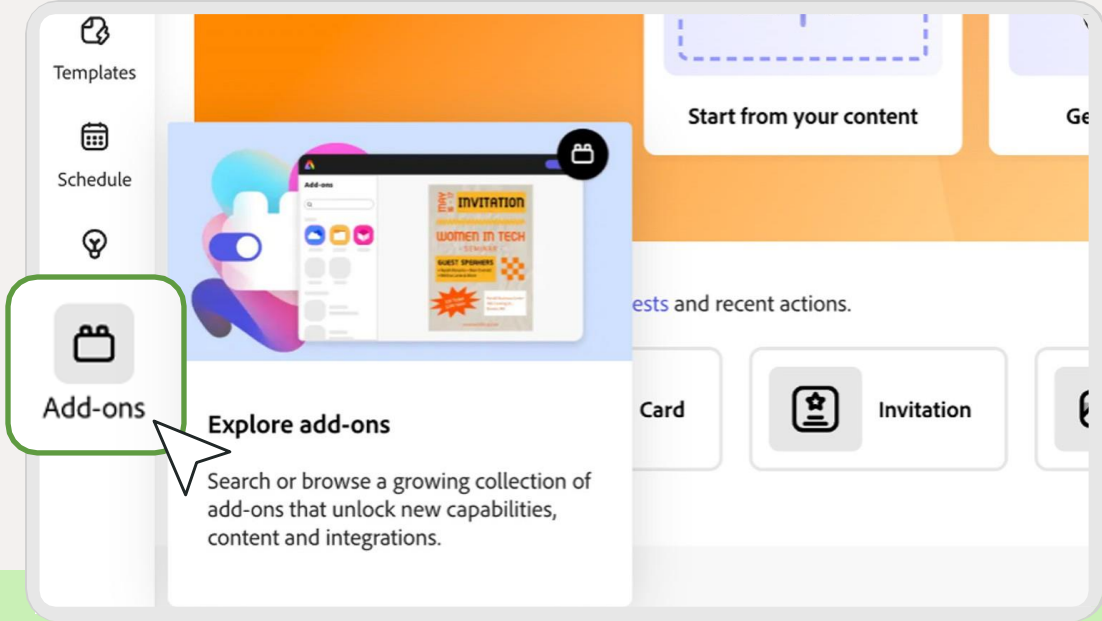 Templates
Schedule
Add-ons
Start from your content
Ge
Add-ons
MAY
INVITATION
WOMEN IN TECH
SEMINAR
GUEST SPEAKERS
ests and recent actions.
Card
Invitation
Explore add-ons
Search or browse a growing collection of
add-ons that unlock new capabilities,
content and integrations.